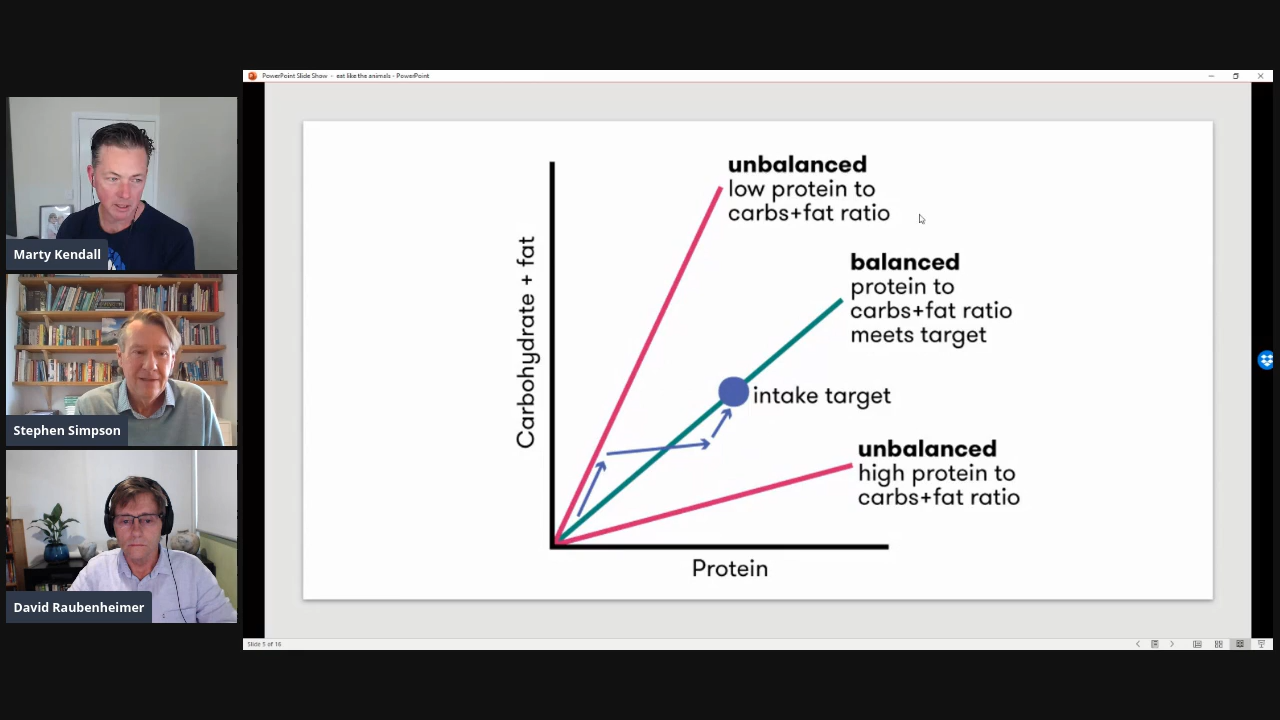 PowerPoint Slide Show - eat like the animals - PowerPoint
Marty Kendall
Stephen Simpson
David Raubenheimer
unbalanced
low protein to
carbs+fat ratio
balanced
protein to
carbs+fat ratio
meets target
intake target
unbalanced
high protein to
carbs+fat ratio
Carbohydrate + fat
Protein
Slide 5 of 16